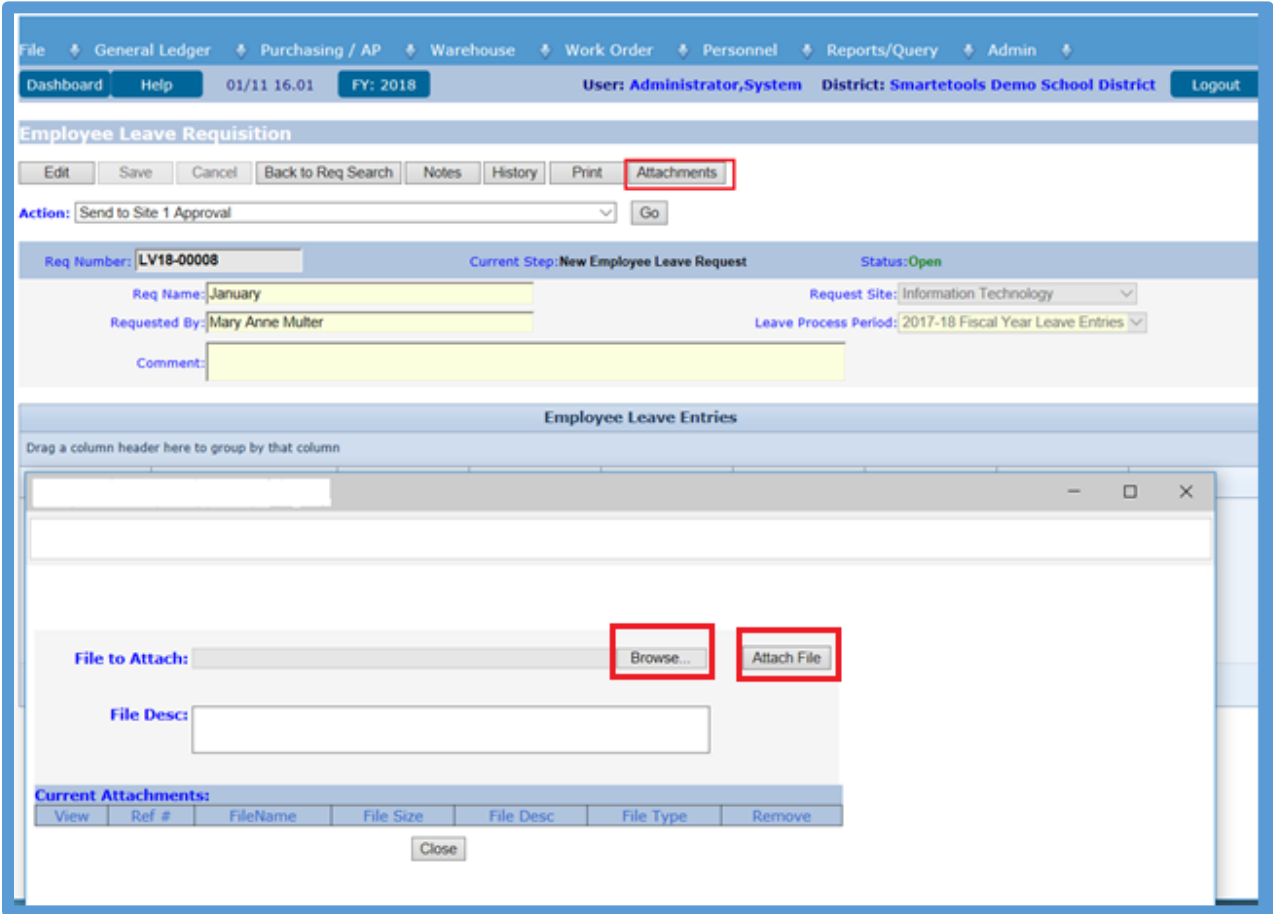 File General Ledger Purchasing / AP Warehouse Work Order Personnel Reports/Query Admin
Dashboard Help 01/11 16.01 FY: 2018 User: Administrator,System District: Smartetools Demo School District Logout
Employee Leave Requisition
Edit Save Cancel Back to Req Search Notes History Print Attachments
Action: Send to Site 1 Approval Go
Req Number: LV18-00008 Current Step:New Employee Leave Request Status:Open
Req Name: January Request Site: Information Technology
Requested By: Mary Anne Multer Leave Process Period: 2017-18 Fiscal Year Leave Entries
Comment:
Employee Leave Entries
Drag a column header here to group by that column
File to Attach: Browse... Attach File
File Desc:
Current Attachments:
View Ref # FileName File Size File Desc File Type Remove
Close